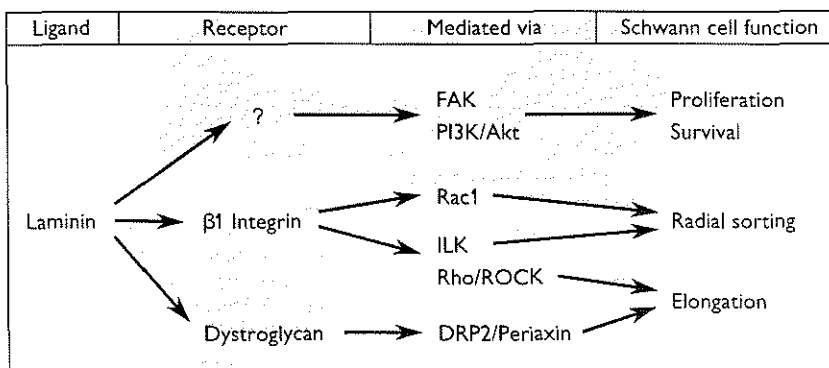 Ligand Receptor Mediated via Schwann cell function
? FAK Proliferation
PI3K/Akt Survival
Rac1
Laminin β1 Integrin Radial sorting
ILK
Rho/ROCK
Elongation
Dystroglycan DRP2/Periaxin